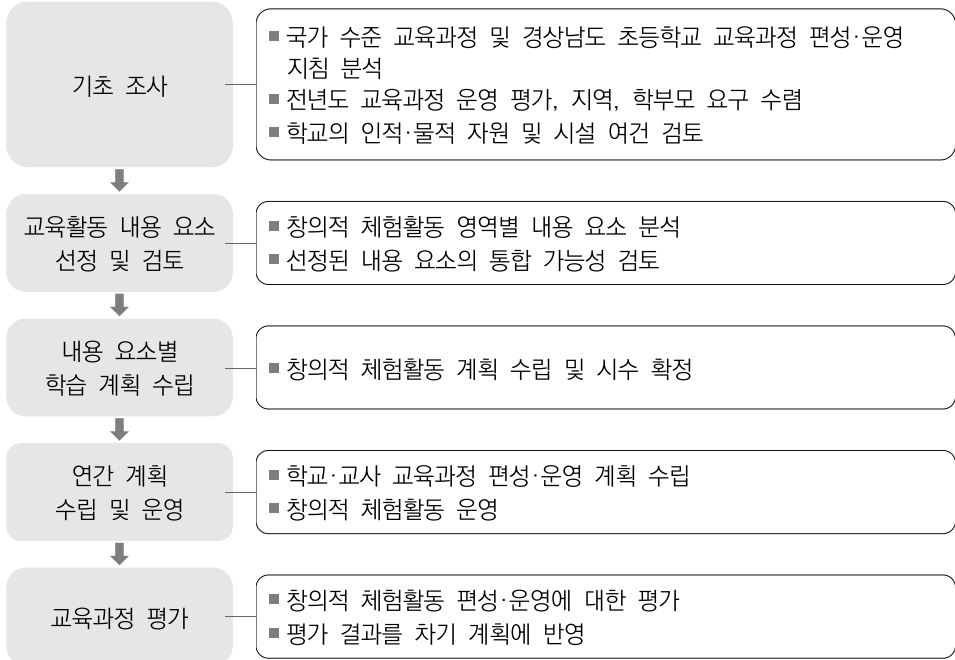 기초 조사
■ 국가 수준 교육과정 및 경상남도 초등학교 교육과정 편성·운영
지침 분석
■ 전년도 교육과정 운영 평가, 지역, 학부모 요구 수렴
■ 학교의 인적·물적 자원 및 시설 여건 검토
교육활동 내용 요소
선정 및 검토
■ 창의적 체험활동 영역별 내용 요소 분석
■ 선정된 내용 요소의 통합 가능성 검토
내용 요소별
학습 계획 수립
■ 창의적 체험활동 계획 수립 및 시수 확정
연간 계획
수립 및 운영
■ 학교·교사 교육과정 편성·운영 계획 수립
■ 창의적 체험활동 운영
교육과정 평가
■ 창의적 체험활동 편성·운영에 대한 평가
■ 평가 결과를 차기 계획에 반영